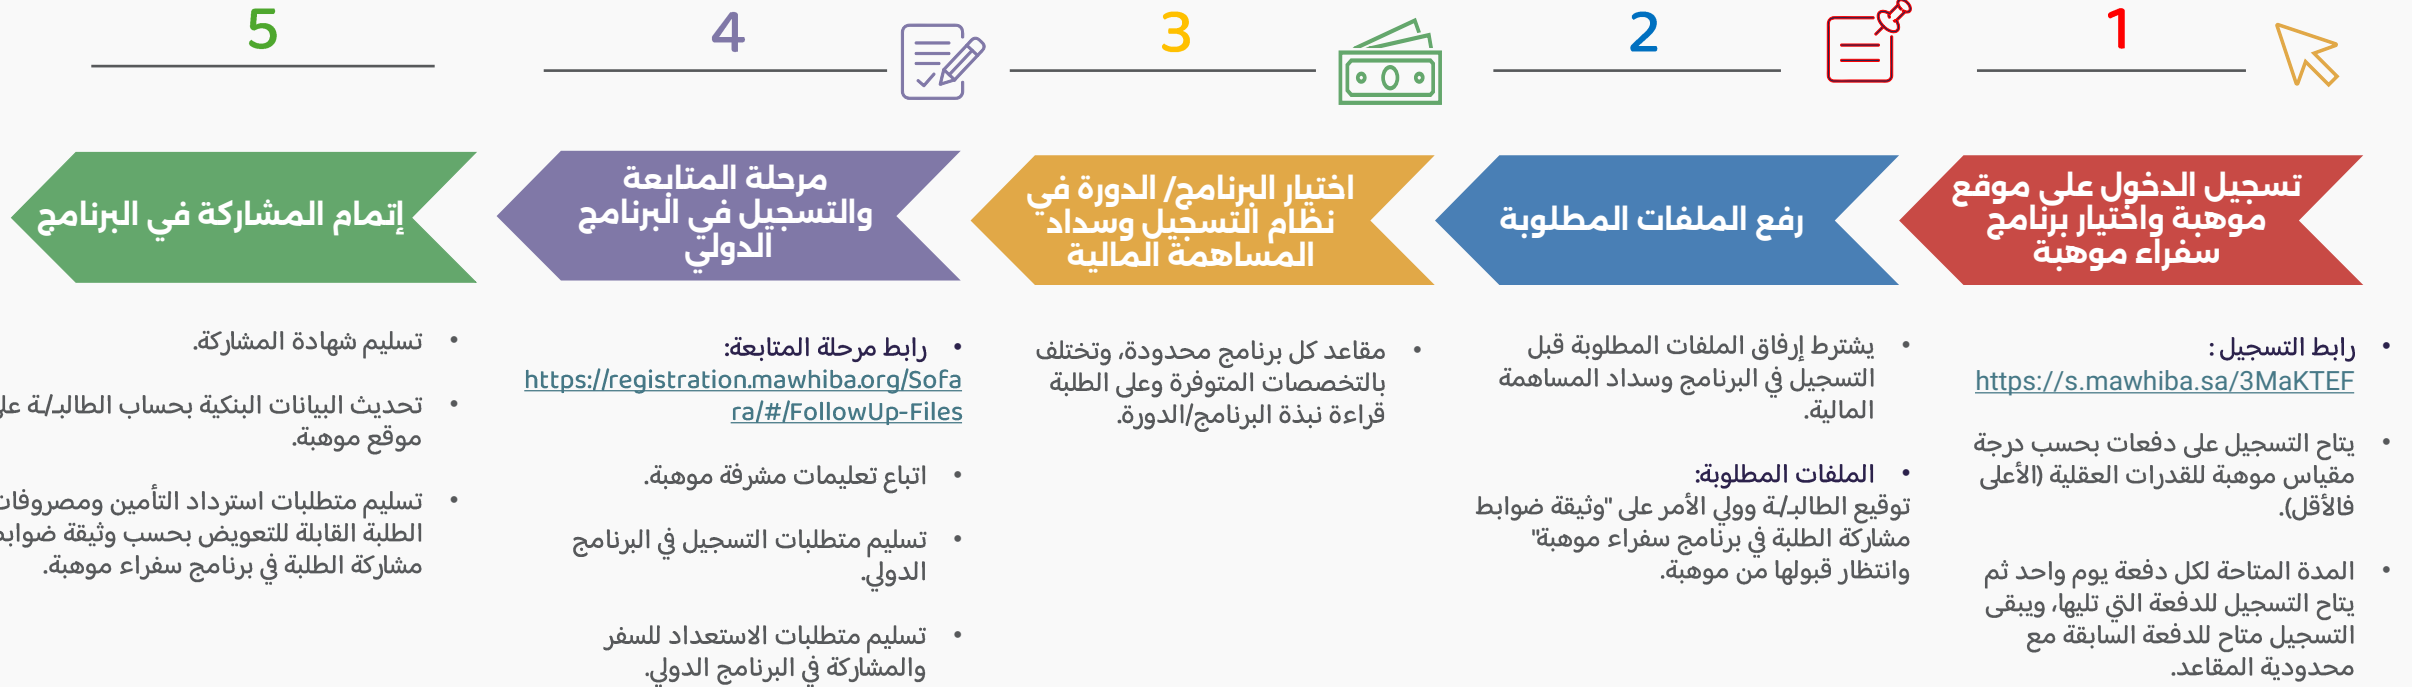 1
تسجيل الدخول على موقع
موهبة واختيار برنامج
سفراء موهبة
• رابط التسجيل :
https://s.mawhiba.sa/3MaKTEF
• يتاح التسجيل على دفعات بحسب درجة
مقياس موهبة للقدرات العقلية (الأعلى
فالأقل).
• المدة المتاحة لكل دفعة يوم واحد ثم
يتاح التسجيل للدفعة التي تليها، ويبقى
التسجيل متاح للدفعة السابقة مع
محدودية المقاعد.
2
رفع الملفات المطلوبة
• يشترط إرفاق الملفات المطلوبة قبل
التسجيل في البرنامج وسداد المساهمة
المالية.
• الملفات المطلوبة:
توقيع الطالبـ/ـة وولي الأمر على "وثيقة ضوابط
مشاركة الطلبة في برنامج سفراء موهبة"
وانتظار قبولها من موهبة.
3
اختيار البرنامج/ الدورة في
نظام التسجيل وسداد
المساهمة المالية
• مقاعد كل برنامج محدودة، وتختلف
بالتخصصات المتوفرة وعلى الطلبة
قراءة نبذة البرنامج/الدورة.
4
مرحلة المتابعة
والتسجيل في البرنامج
الدولي
• رابط مرحلة المتابعة:
https://registration.mawhiba.org/Sofa
ra/#/FollowUp-Files
• اتباع تعليمات مشرفة موهبة.
• تسليم متطلبات التسجيل في البرنامج
الدولي.
• تسليم متطلبات الاستعداد للسفر
والمشاركة في البرنامج الدولي.
5
إتمام المشاركة في البرنامج
• تسليم شهادة المشاركة.
• تحديث البيانات البنكية بحساب الطالبـ/ـة على
موقع موهبة.
• تسليم متطلبات استرداد التأمين ومصروفات
الطلبة القابلة للتعويض بحسب وثيقة ضوابط
مشاركة الطلبة في برنامج سفراء موهبة.